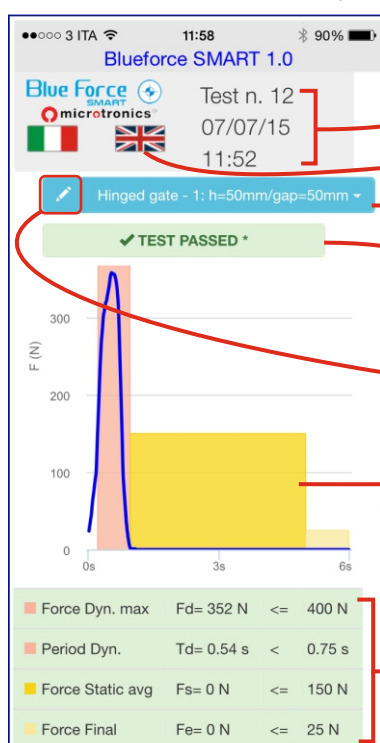 3 ITA 11:58 90%
Blueforce SMART 1.0
Blue Force
SMART
microtronics
Test n. 12
07/07/15
11:52
Hinged gate - 1: h=50mm/gap=50mm
TEST PASSED *
F (N)
300
200
100
0
0s 3s 6s
Force Dyn. max Fd= 352 N <= 400 N
Period Dyn. Td= 0.54 s < 0.75 s
Force Static avg Fs= 0 N <= 150 N
Force Final Fe= 0 N <= 25 N